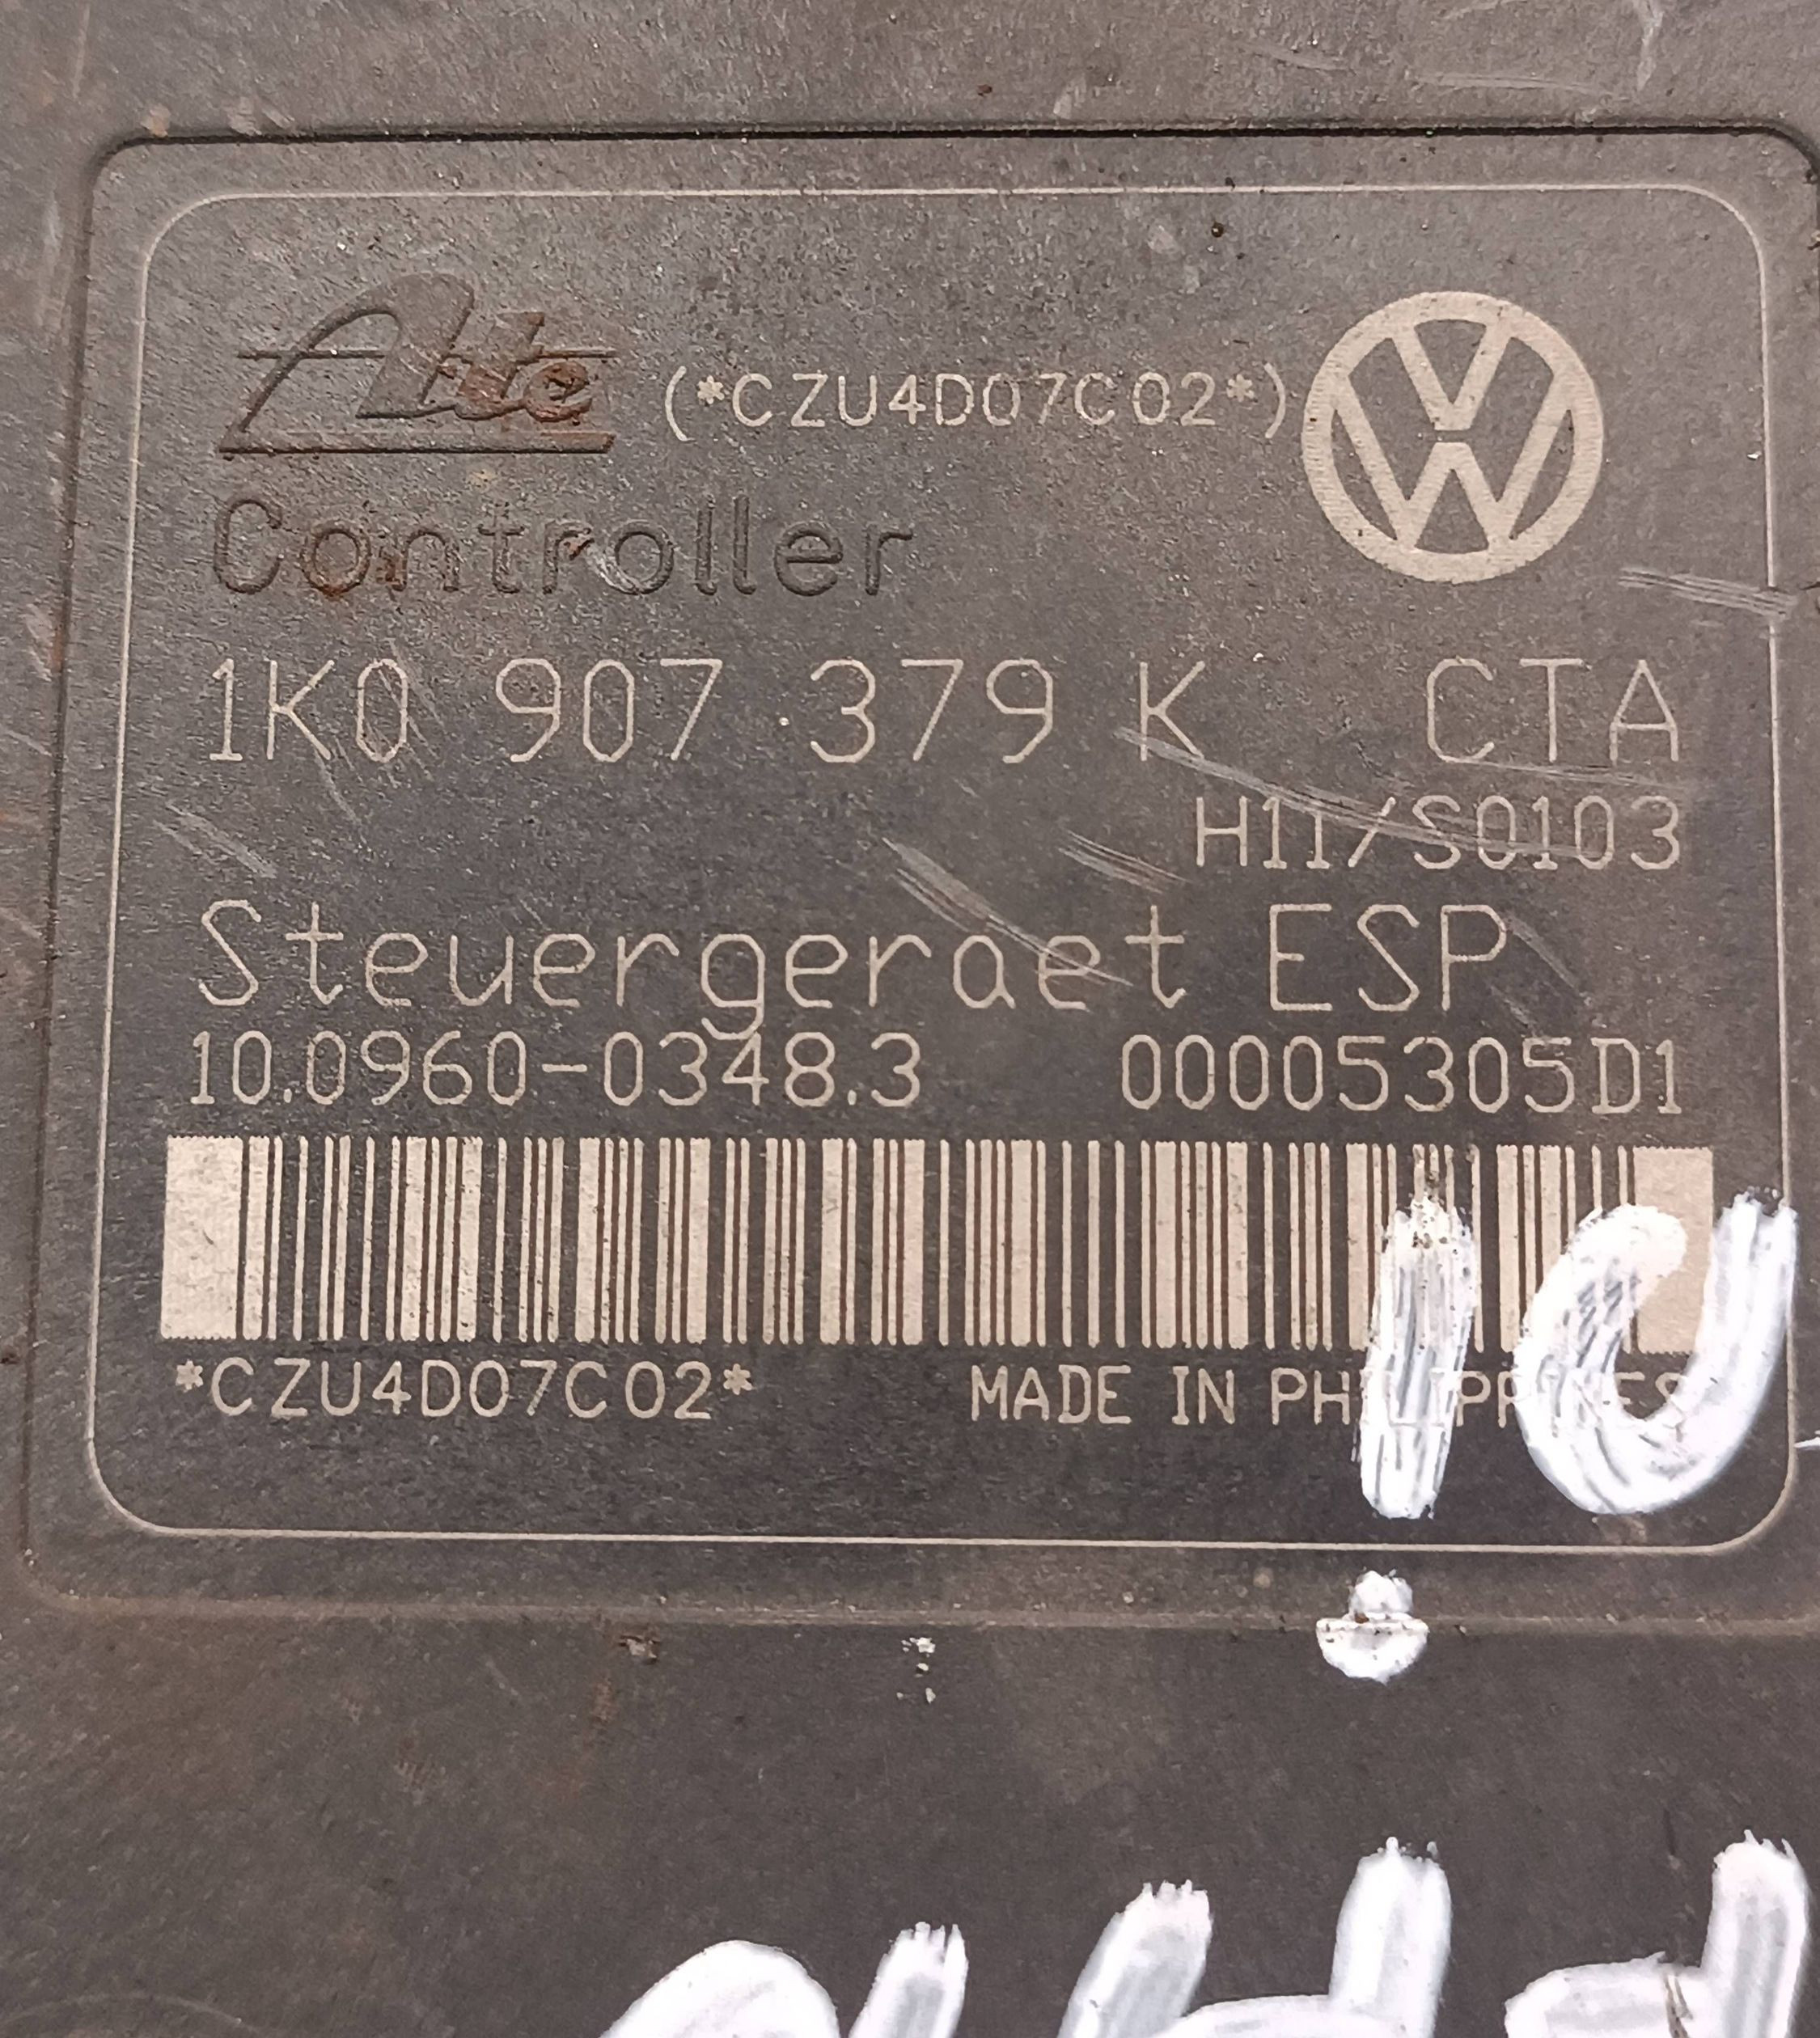 Ate (*CZU4D07C02*)
Controller
1K0 907 379 K CTA
H11/S0103
Steuergeraet ESP
10.0960-0348.3 00005305D1
*CZU4D07C02* MADE IN PHILIPPINES